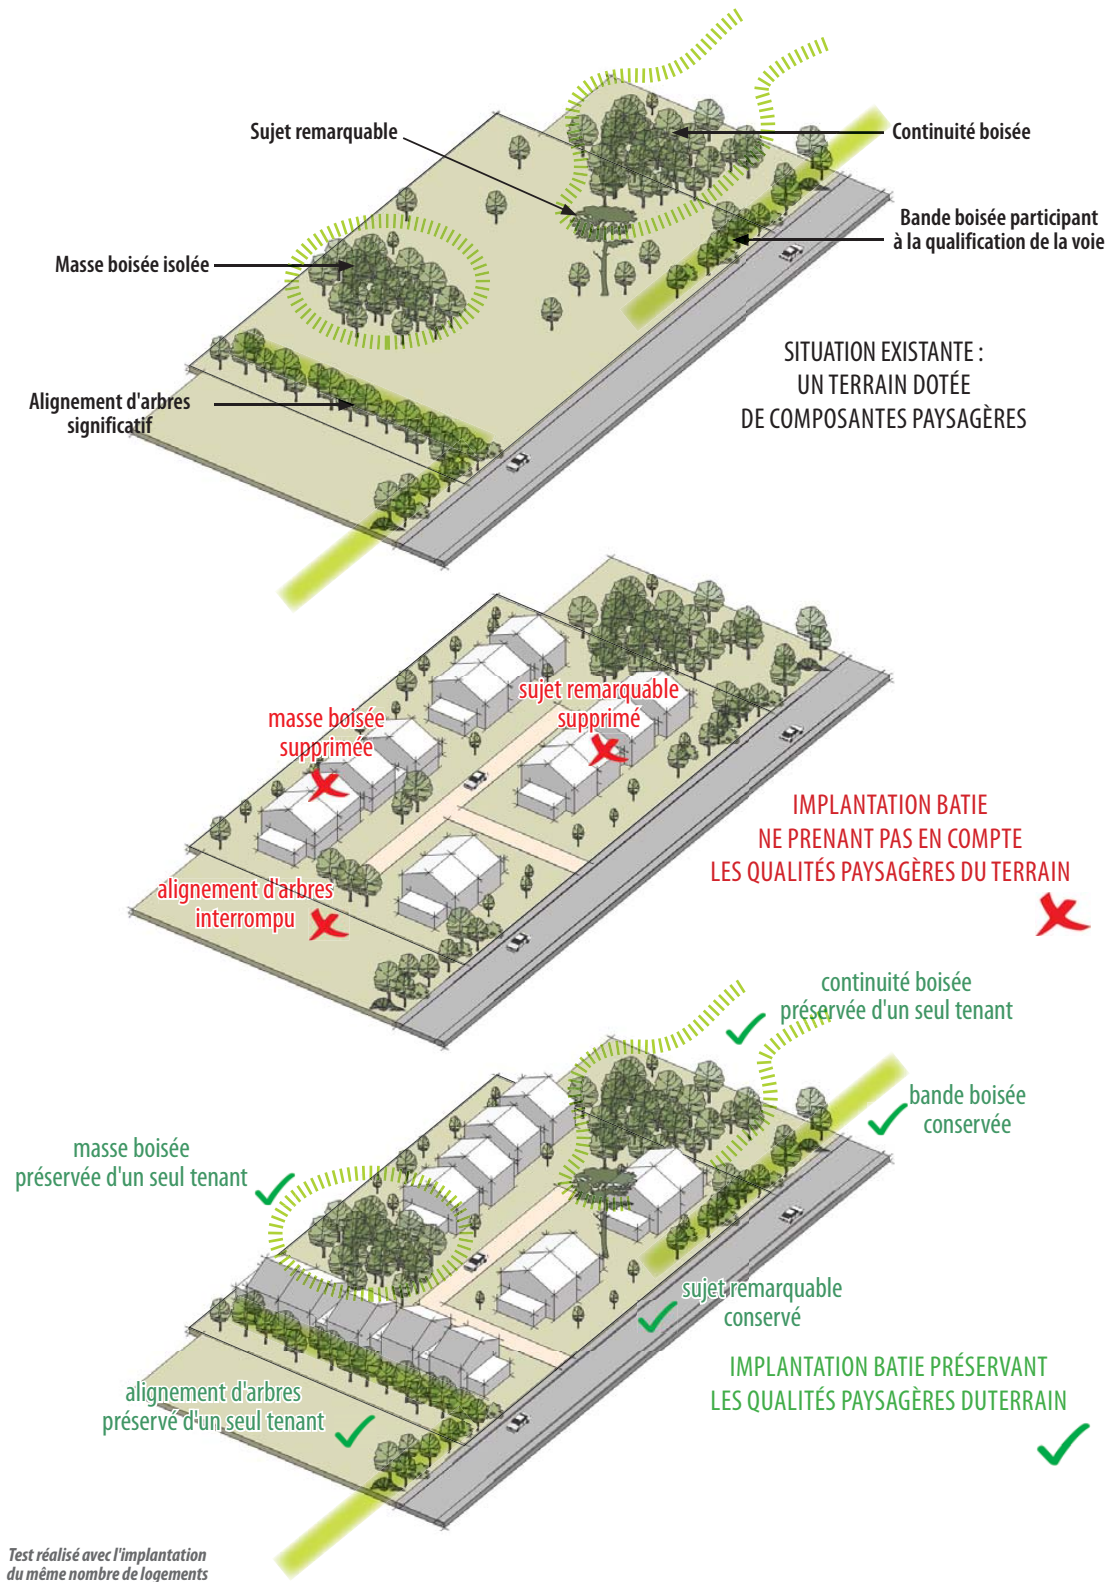 Sujet remarquable
Continuité boisée
Bande boisée participant
à la qualification de la voie
Masse boisée isolée
SITUATION EXISTANTE :
UN TERRAIN DOTÉE
DE COMPOSANTES PAYSAGÈRES
Alignement d'arbres
significatif
sujet remarquable
supprimé
masse boisée
supprimée
IMPLANTATION BATIE
NE PRENANT PAS EN COMPTE
LES QUALITÉS PAYSAGÈRES DU TERRAIN
alignement d'arbres
interrompu
continuité boisée
préservée d'un seul tenant
bande boisée
conservée
masse boisée
préservée d'un seul tenant
sujet remarquable
conservé
IMPLANTATION BATIE PRÉSERVANT
LES QUALITÉS PAYSAGÈRES DUTERRAIN
alignement d'arbres
préservé d'un seul tenant
Test réalisé avec l'implantation
du même nombre de logements